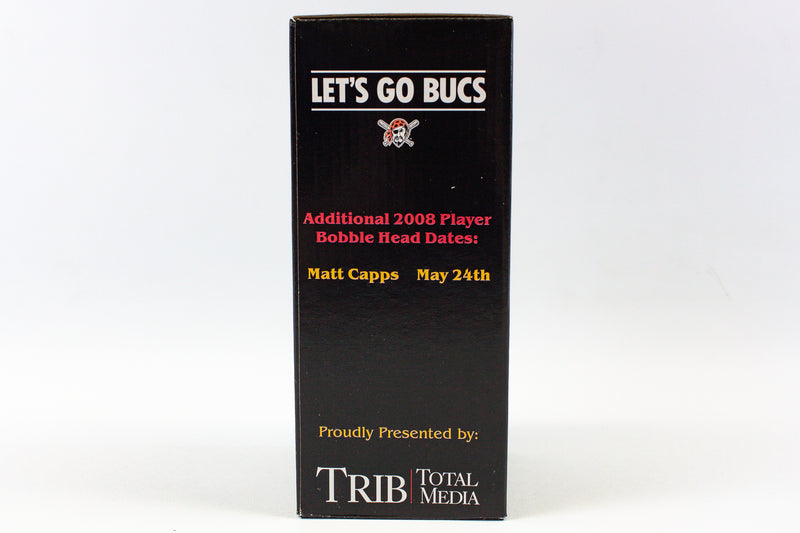 LET'S GO BUCS
Additional 2008 Player
Bobble Head Dates:
Matt Capps May 24th
Proudly Presented by:
TRIB TOTAL
MEDIA